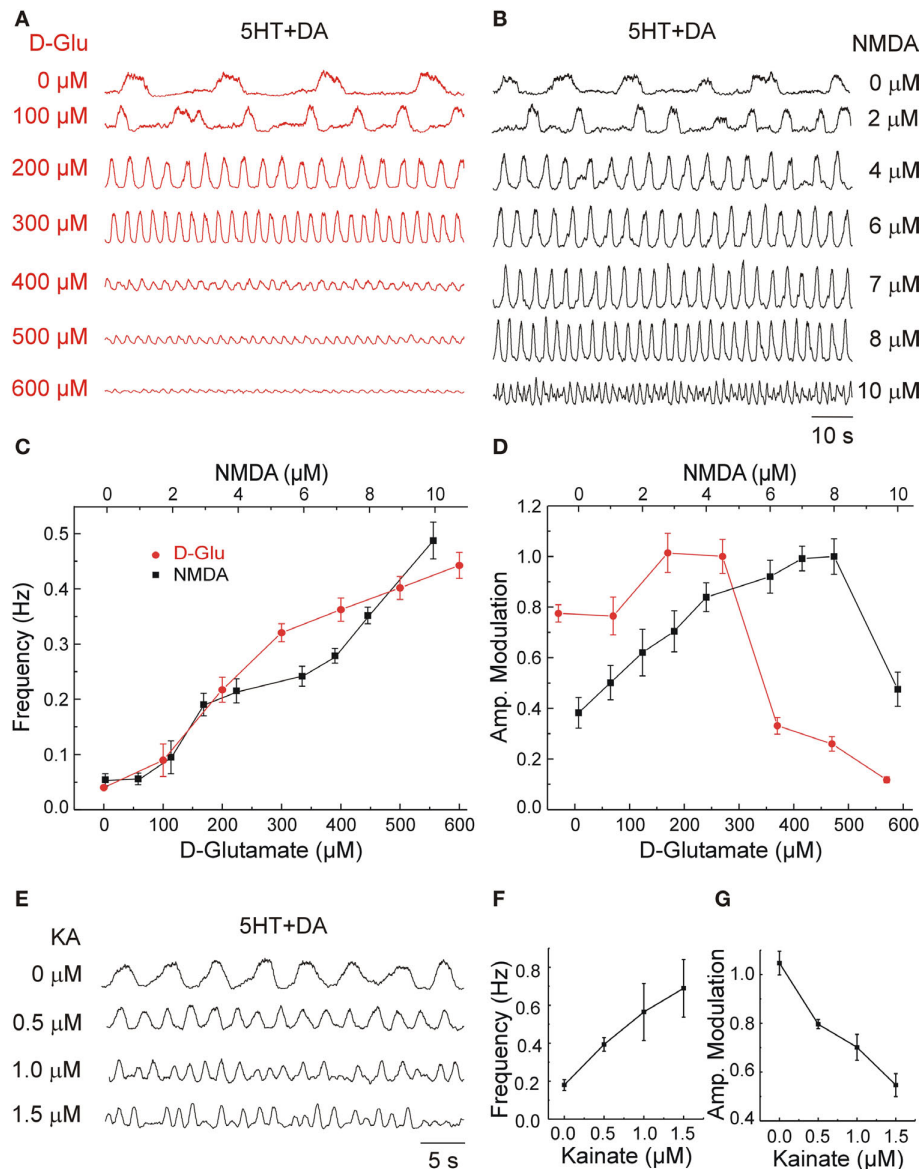 A
5HT+DA
D-Glu
0 µM
100 µM
200 µM
300 µM
400 µM
500 µM
600 µM
B
5HT+DA
NMDA
0 µM
2 µM
4 µM
6 µM
7 µM
8 µM
10 µM
10 s
C
NMDA (µM)
0 2 4 6 8 10
Frequency (Hz)
0.5
0.4
0.3
0.2
0.1
0.0
D-Glu
NMDA
0 100 200 300 400 500 600
D-Glutamate (µM)
D
NMDA (µM)
0 2 4 6 8 10
Amp. Modulation
1.2
1.0
0.8
0.6
0.4
0.2
0.0
0 100 200 300 400 500 600
D-Glutamate (µM)
E
5HT+DA
KA
0 µM
0.5 µM
1.0 µM
1.5 µM
5 s
F
Frequency (Hz)
0.8
0.6
0.4
0.2
0.0 0.5 1.0 1.5
Kainate (µM)
G
Amp. Modulation
1.0
0.8
0.6
0.4
0.0 0.5 1.0 1.5
Kainate (µM)